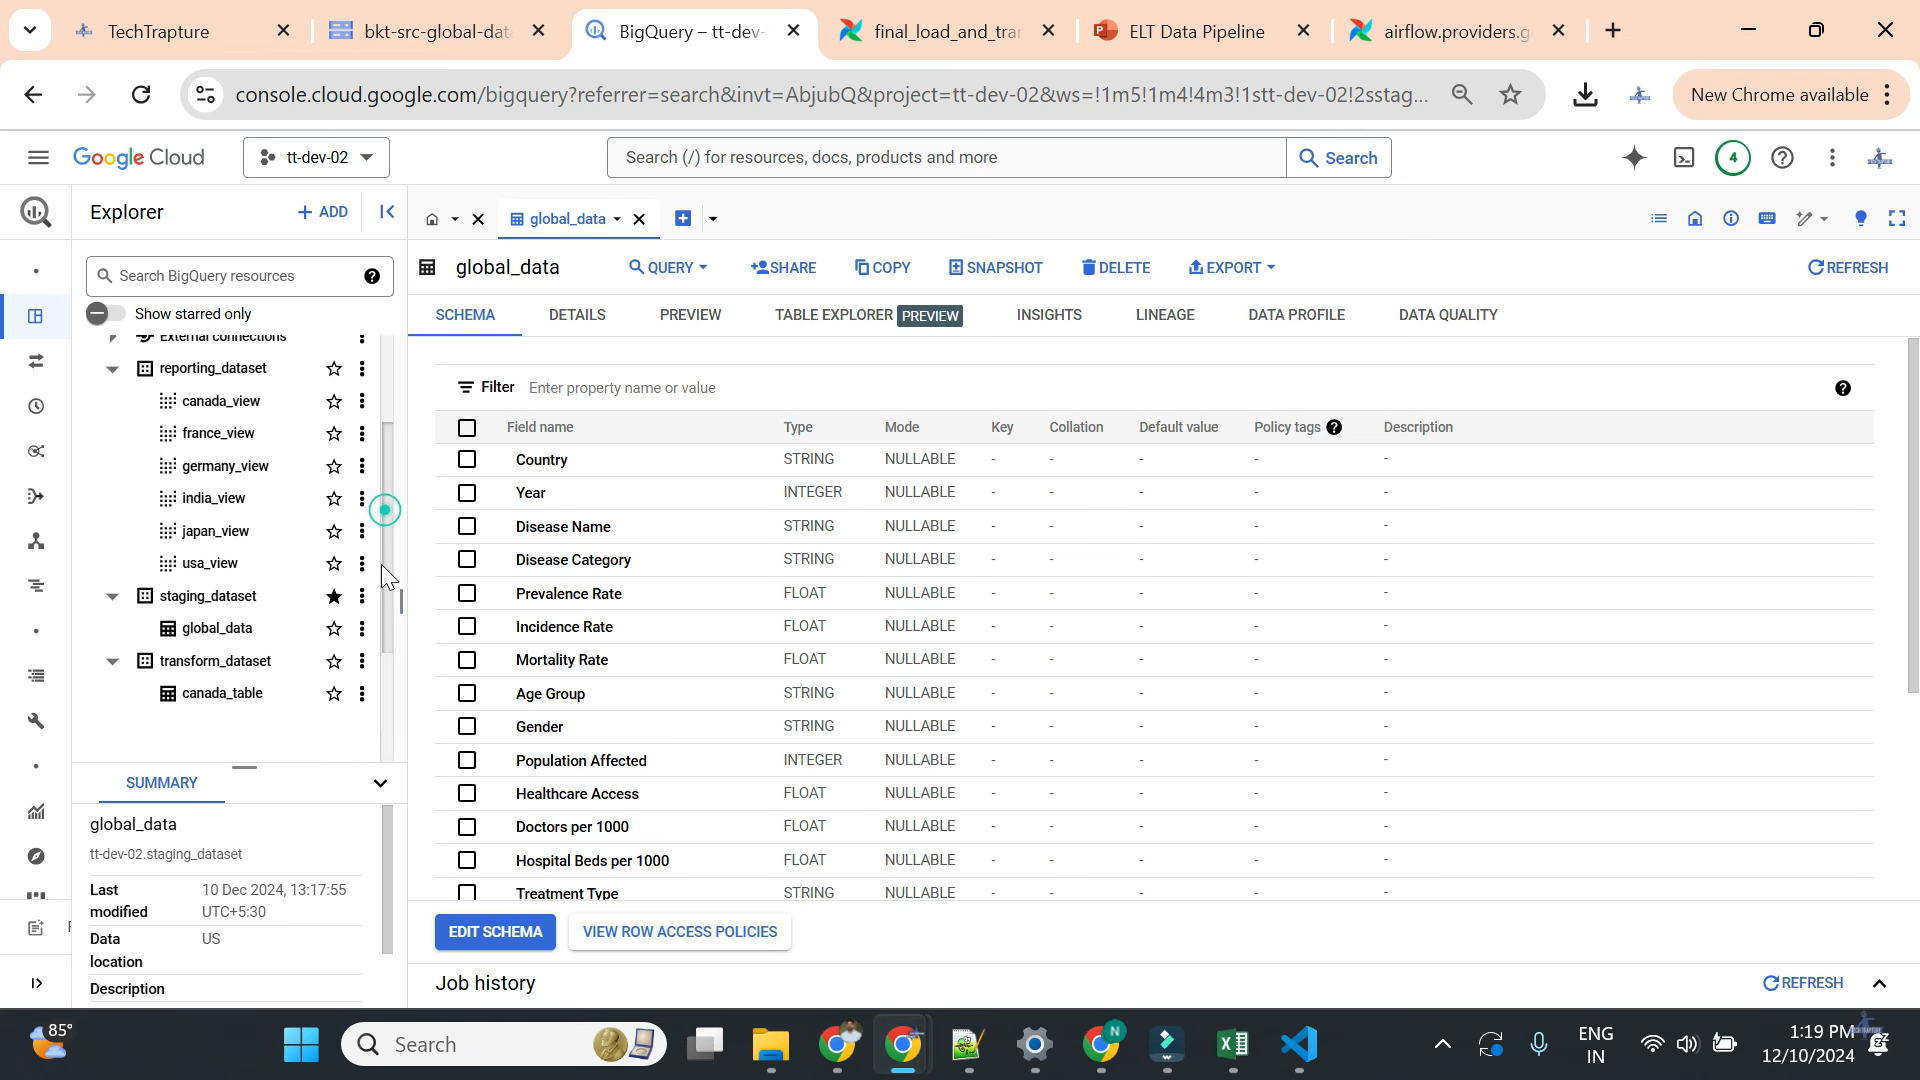 TechTrapture
bkt-src-global-dat
BigQuery – tt-dev-
final_load_and_tran
ELT Data Pipeline
airflow.providers.g
console.cloud.google.com/bigquery?referrer=search&invt=AbjubQ&project=tt-dev-02&ws=!1m5!1m4!4m3!1stt-dev-02!2sstag...
New Chrome available
Google Cloud
tt-dev-02
Search (/) for resources, docs, products and more
Search
4
Explorer
+ ADD
global_data
Search BigQuery resources
Show starred only
External connections
reporting_dataset
canada_view
france_view
germany_view
india_view
japan_view
usa_view
staging_dataset
global_data
transform_dataset
canada_table
SUMMARY
global_data
tt-dev-02.staging_dataset
Last modified
10 Dec 2024, 13:17:55 UTC+5:30
Data location
US
Description
global_data
QUERY
SHARE
COPY
SNAPSHOT
DELETE
EXPORT
REFRESH
SCHEMA DETAILS PREVIEW TABLE EXPLORER PREVIEW INSIGHTS LINEAGE DATA PROFILE DATA QUALITY
Filter Enter property name or value
Field name Type Mode Key Collation Default value Policy tags Description
Country STRING NULLABLE - - - - -
Year INTEGER NULLABLE - - - - -
Disease Name STRING NULLABLE - - - - -
Disease Category STRING NULLABLE - - - - -
Prevalence Rate FLOAT NULLABLE - - - - -
Incidence Rate FLOAT NULLABLE - - - - -
Mortality Rate FLOAT NULLABLE - - - - -
Age Group STRING NULLABLE - - - - -
Gender STRING NULLABLE - - - - -
Population Affected INTEGER NULLABLE - - - - -
Healthcare Access FLOAT NULLABLE - - - - -
Doctors per 1000 FLOAT NULLABLE - - - - -
Hospital Beds per 1000 FLOAT NULLABLE - - - - -
Treatment Type STRING NULLABLE - - - - -
EDIT SCHEMA
VIEW ROW ACCESS POLICIES
Job history
REFRESH
85°
Search
N
ENG
IN
1:19 PM
12/10/2024